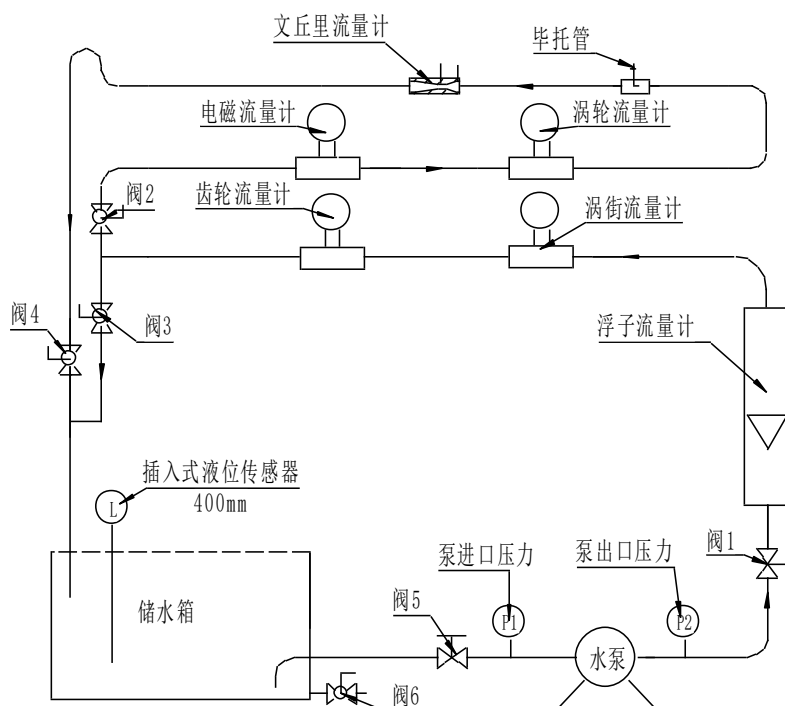 文丘里流量计
毕托管
电磁流量计
涡轮流量计
阀2
齿轮流量计
涡街流量计
阀4
阀3
浮子流量计
插入式液位传感器
400mm
L
泵进口压力
泵出口压力
阀1
储水箱
阀5
P1
P2
水泵
阀6